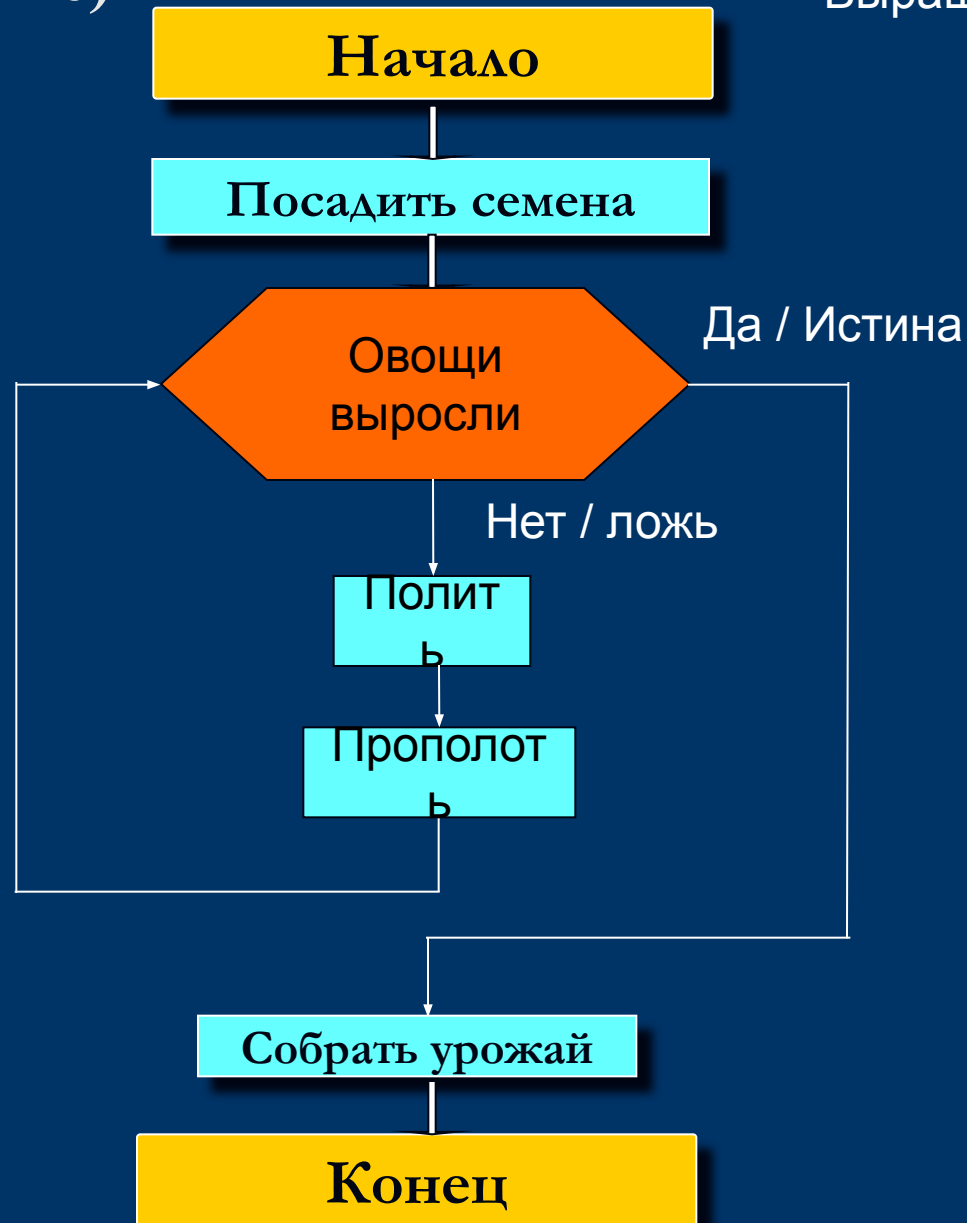 Начало
Посадить семена
Да / Истина
Овощи
выросли
Нет / ложь
Полит
ь
Прополот
ь
Собрать урожай
Конец